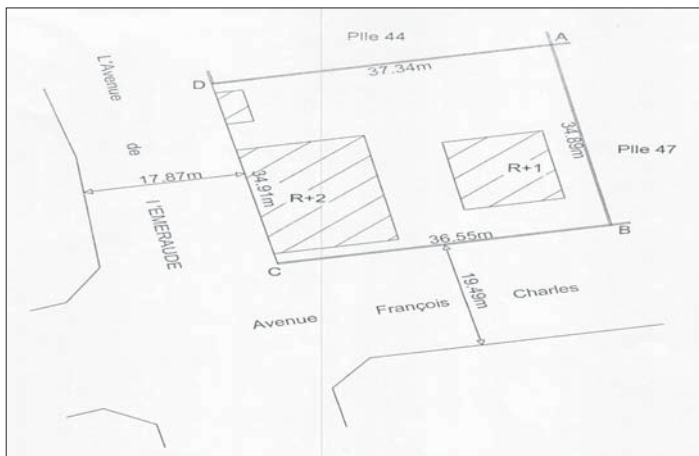 Plle 44
A
D
37.34m
L'Avenue
de
l'EMERAUDE
34.89m
Plle 47
17.87m
34.91m
R+2
R+1
B
36.55m
C
19.49m
Avenue François Charles